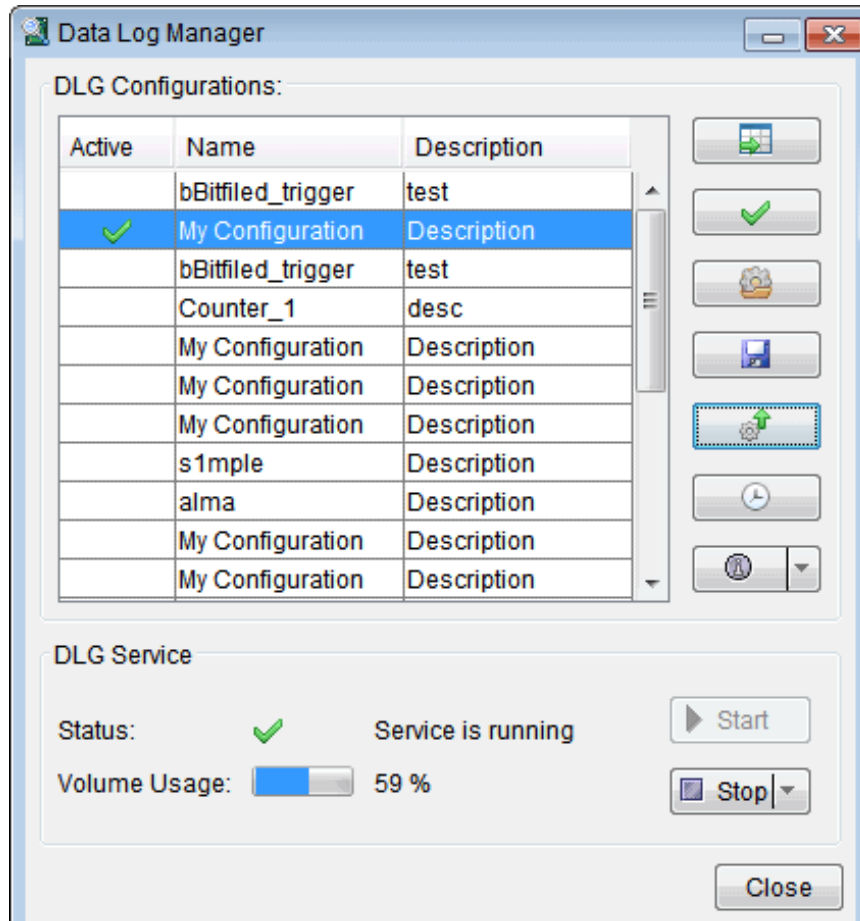 Data Log Manager
DLG Configurations:
Active Name Description
bBitfiled_trigger test
My Configuration Description
bBitfiled_trigger test
Counter_1 desc
My Configuration Description
My Configuration Description
My Configuration Description
s1mple Description
alma Description
My Configuration Description
My Configuration Description
DLG Service
Status: Service is running Start
Volume Usage: 59 % Stop
Close